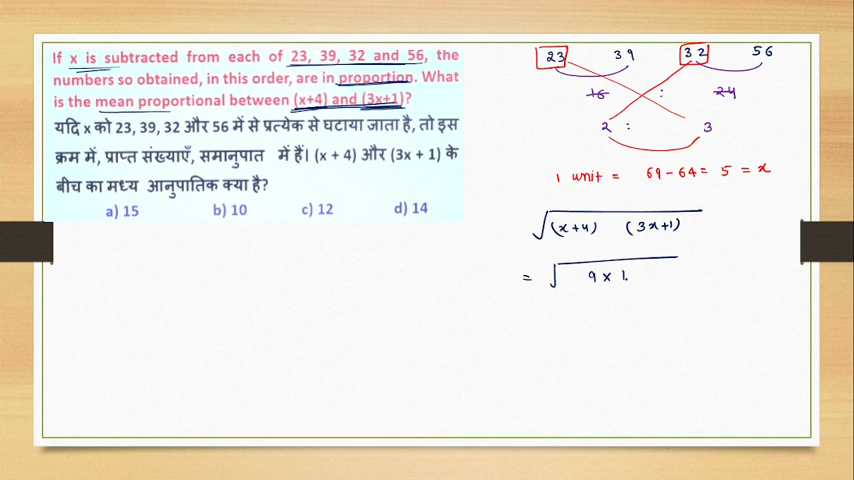 If x is subtracted from each of 23, 39, 32 and 56, the
numbers so obtained, in this order, are in proportion. What
is the mean proportional between (x+4) and (3x+1)?
यदि x को 23, 39, 32 और 56 में से प्रत्येक से घटाया जाता है, तो इस
क्रम में, प्राप्त संख्याएँ, समानुपात में हैं। (x + 4) और (3x + 1) के
बीच का मध्य आनुपातिक क्या है?
a) 15 b) 10 c) 12 d) 14
23 39 32 56
16 : 24
2 : 3
1 unit = 69 - 64 = 5 = x
√(x+4) (3x+1)
= √9 × 1